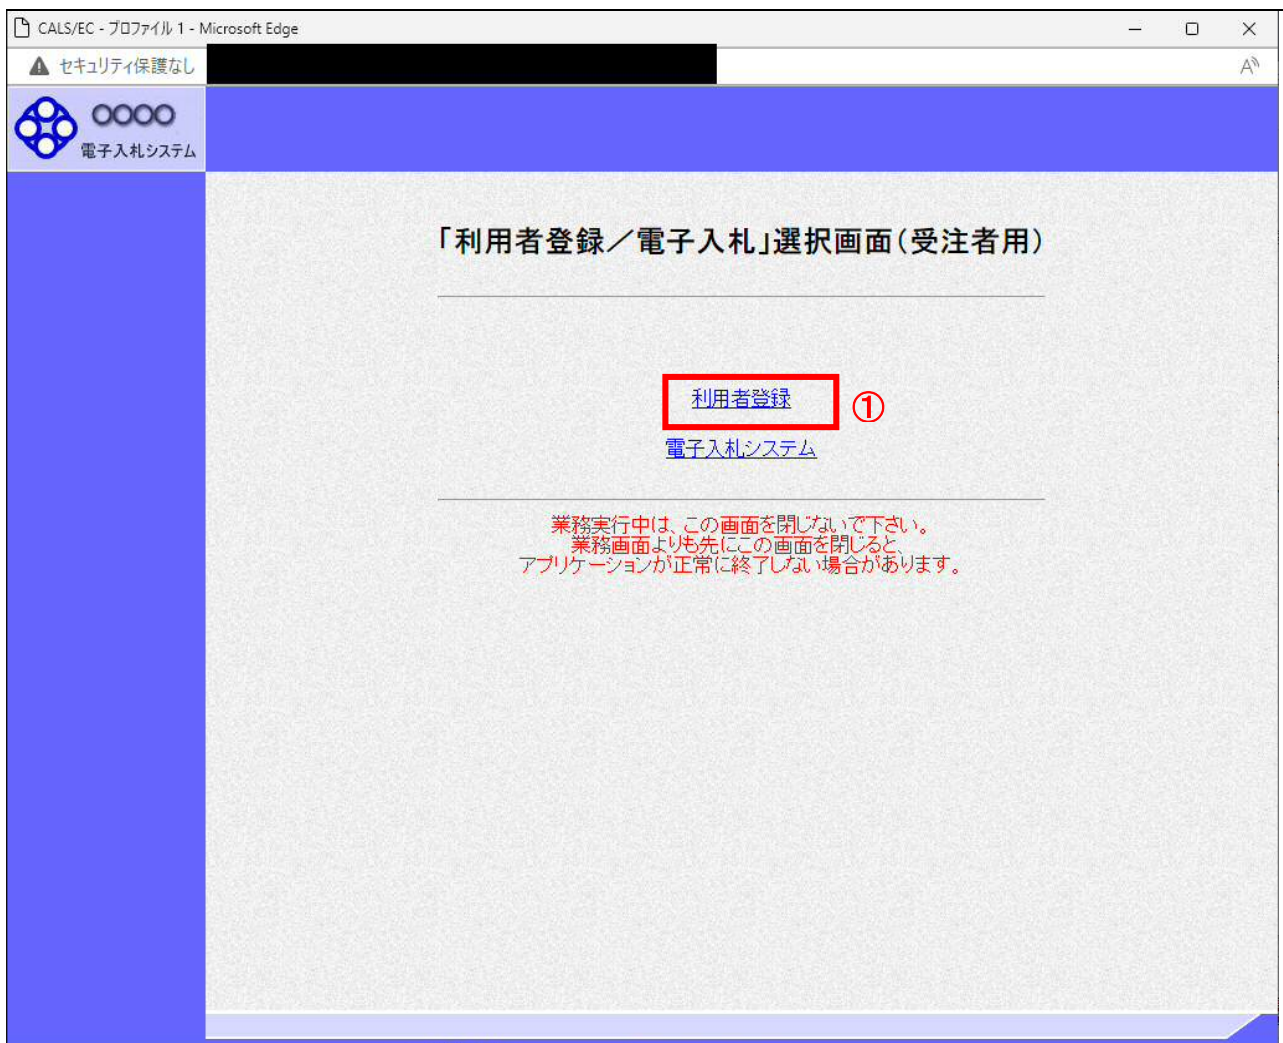 CALS/EC - プロファイル 1 - Microsoft Edge
セキュリティ保護なし
A
○○○○
電子入札システム
「利用者登録／電子入札」選択画面（受注者用）
利用者登録
①
電子入札システム
業務実行中は、この画面を閉じないで下さい。
業務画面よりも先にこの画面を閉じると、
アプリケーションが正常に終了しない場合があります。